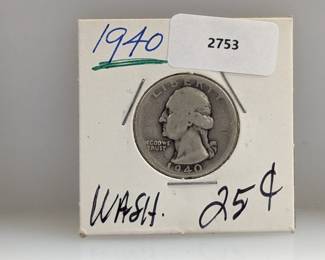 1940
2753
LIBERTY
IN GOD WE
TRUST
1940
WASH. 25¢